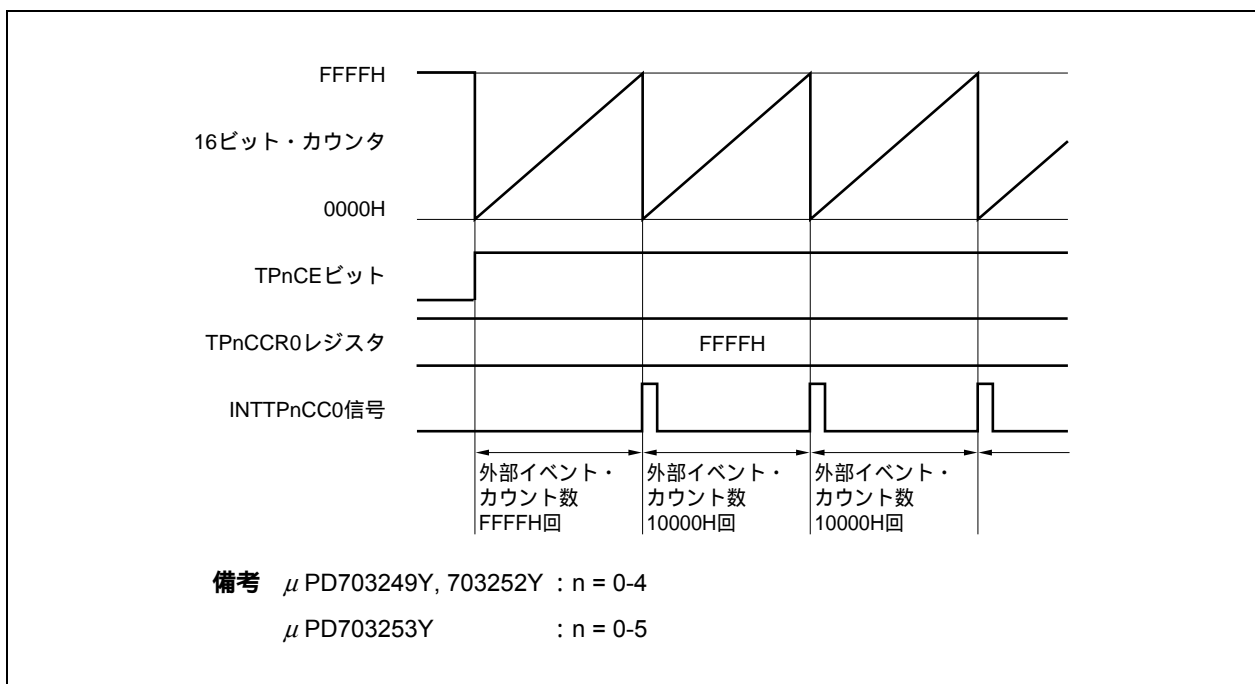 FFFFH
16ビット・カウンタ
0000H
TPnCEビット
TPnCCR0レジスタ
FFFFH
INTTPnCC0信号
外部イベント・
カウント数
FFFFH回
外部イベント・
カウント数
10000H回
外部イベント・
カウント数
10000H回
備考 μ PD703249Y, 703252Y : n = 0-4
μ PD703253Y : n = 0-5